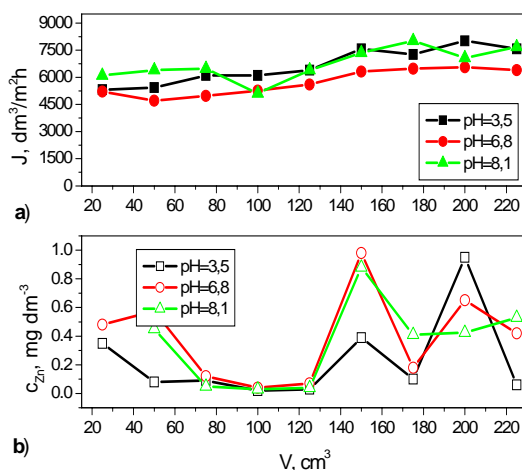 9000
7500
6000
4500
3000
1500
0
J, dm³/m²h
pH=3,5
pH=6,8
pH=8,1
20 40 60 80 100 120 140 160 180 200 220
a)
1.0
0.8
0.6
0.4
0.2
0.0
c_Zn, mg dm⁻³
pH=3,5
pH=6,8
pH=8,1
20 40 60 80 100 120 140 160 180 200 220
b)
V, cm³